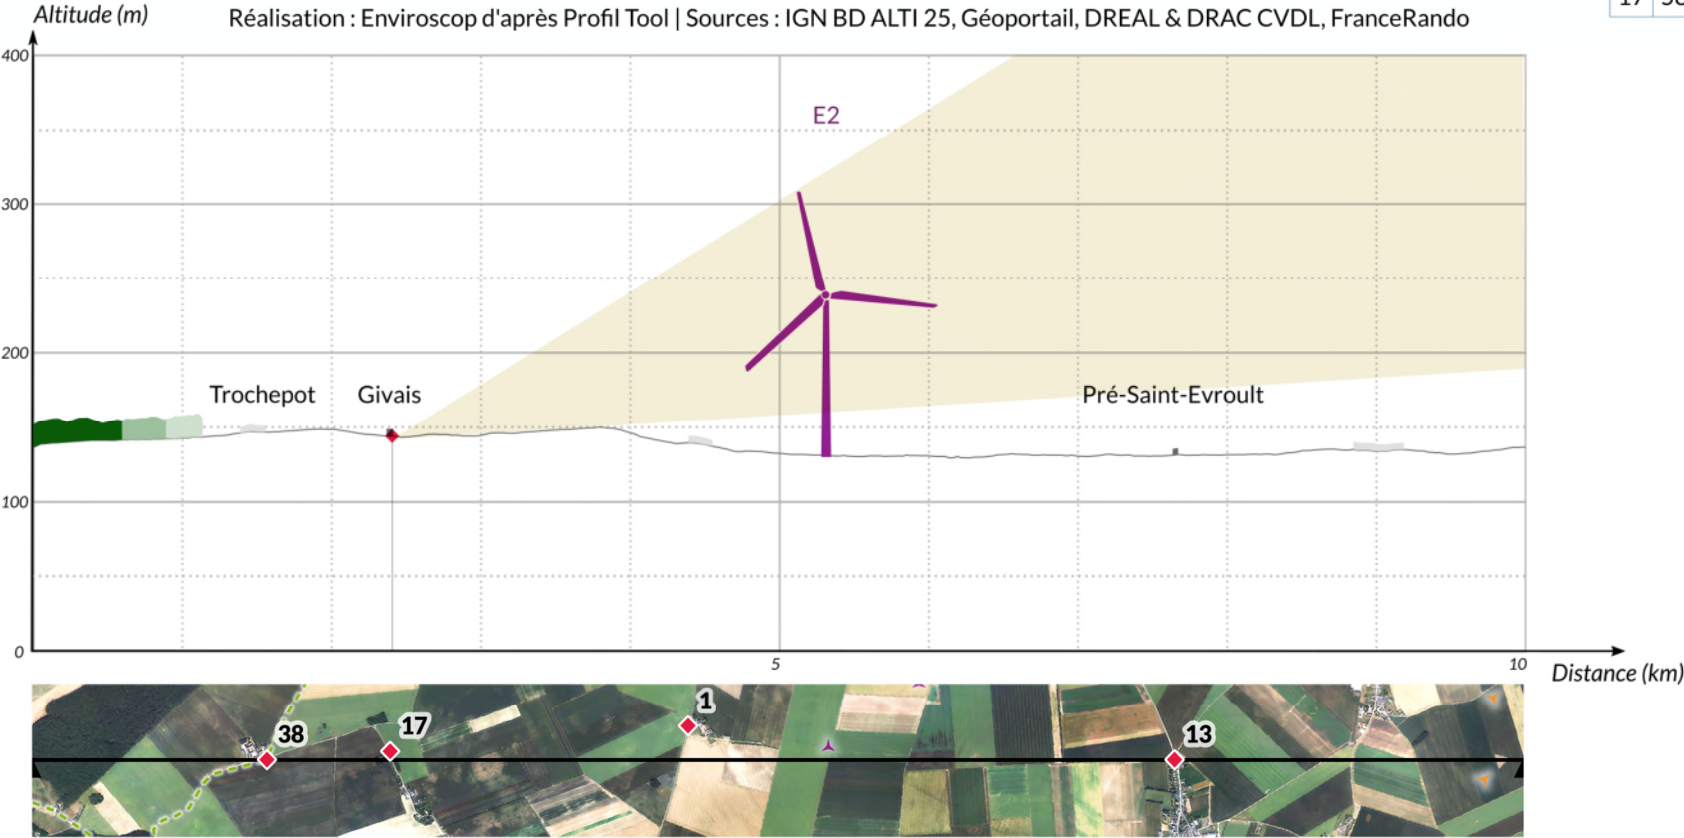 Altitude (m)
Réalisation : Enviroscop d'après Profil Tool | Sources : IGN BD ALTI 25, Géoportail, DREAL & DRAC CVDL, FranceRando
400
E2
300
200
Trochepot
Givais
Pré-Saint-Evroult
100
0
5
10
Distance (km)
38
17
1
13